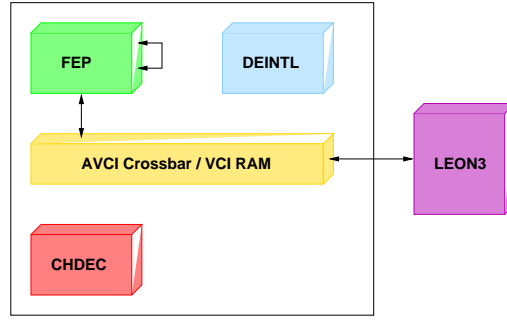 FEP
DEINTL
AVCI Crossbar / VCI RAM
LEON3
CHDEC